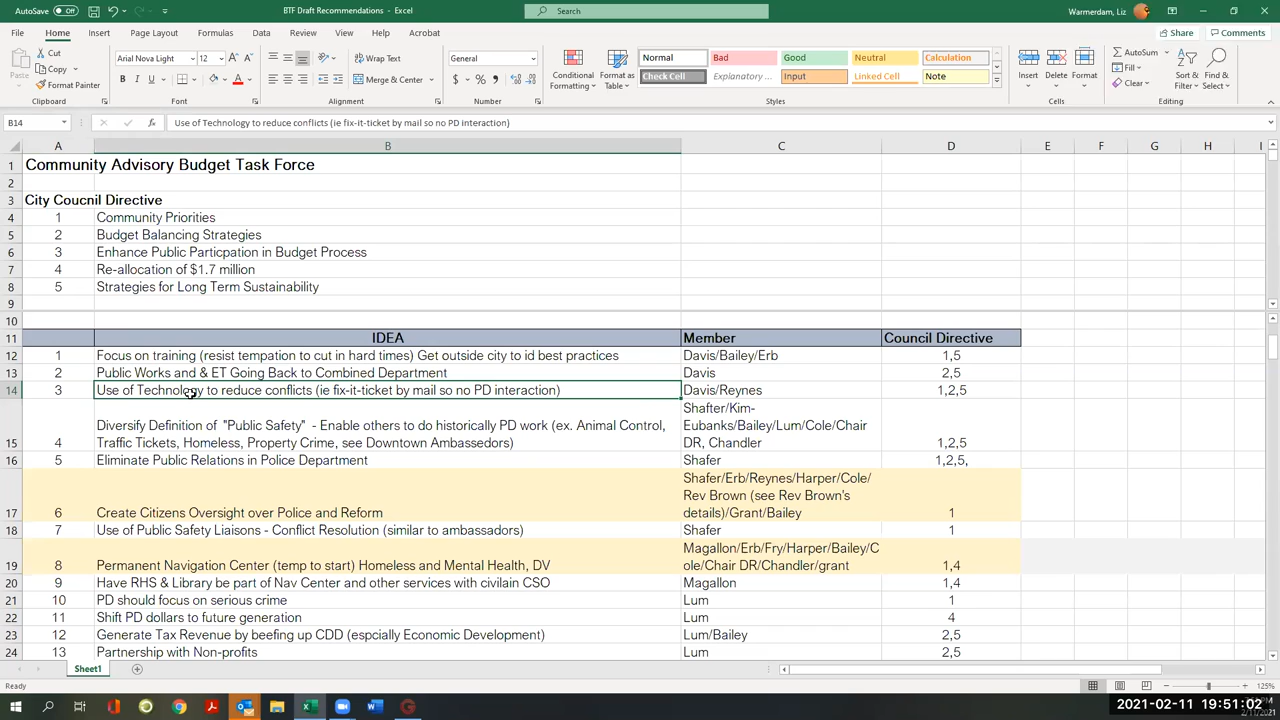 AutoSave Off
BTF Draft Recommendations - Excel
Search
Warmerdam, Liz
File Home Insert Page Layout Formulas Data Review View Help Acrobat
Share Comments
Cut
Copy
Format Painter
Paste
Clipboard
Arial Nova Light 12
B I U
Font
Wrap Text
Merge & Center
Alignment
General
$ % ,
Number
Conditional Formatting
Format as Table
Normal Bad Good Neutral Calculation
Check Cell Explanatory ... Input Linked Cell Note
Styles
Insert Delete Format
Cells
AutoSum
Fill
Clear
Sort & Filter
Find & Select
Editing
B14
Use of Technology to reduce conflicts (ie fix-it-ticket by mail so no PD interaction)
A B C D E F G H I
1 Community Advisory Budget Task Force
2
3 City Coucnil Directive
4 1 Community Priorities
5 2 Budget Balancing Strategies
6 3 Enhance Public Particpation in Budget Process
7 4 Re-allocation of $1.7 million
8 5 Strategies for Long Term Sustainability
9
10
11 IDEA Member Council Directive
12 1 Focus on training (resist tempation to cut in hard times) Get outside city to id best practices Davis/Bailey/Erb 1,5
13 2 Public Works and & ET Going Back to Combined Department Davis 2,5
14 3 Use of Technology to reduce conflicts (ie fix-it-ticket by mail so no PD interaction) Davis/Reynes 1,2,5
Shafter/Kim-
Diversify Definition of "Public Safety" - Enable others to do historically PD work (ex. Animal Control, Eubanks/Bailey/Lum/Cole/Chair
15 4 Traffic Tickets, Homeless, Property Crime, see Downtown Ambassadors) DR, Chandler 1,2,5
16 5 Eliminate Public Relations in Police Department Shafer 1,2,5,
Shafer/Erb/Reynes/Harper/Cole/
Rev Brown (see Rev Brown's
17 6 Create Citizens Oversight over Police and Reform details)/Grant/Bailey 1
18 7 Use of Public Safety Liaisons - Conflict Resolution (similar to ambassadors) Shafer 1
Magallon/Erb/Fry/Harper/Bailey/C
19 8 Permanent Navigation Center (temp to start) Homeless and Mental Health, DV ole/Chair DR/Chandler/grant 1,4
20 9 Have RHS & Library be part of Nav Center and other services with civilain CSO Magallon 1,4
21 10 PD should focus on serious crime Lum 1
22 11 Shift PD dollars to future generation Lum 4
23 12 Generate Tax Revenue by beefing up CDD (espcially Economic Development) Lum/Bailey 2,5
24 13 Partnership with Non-profits Lum 2,5
Sheet1
Ready
125%
2021-02-11 19:51:02
2/11/2021